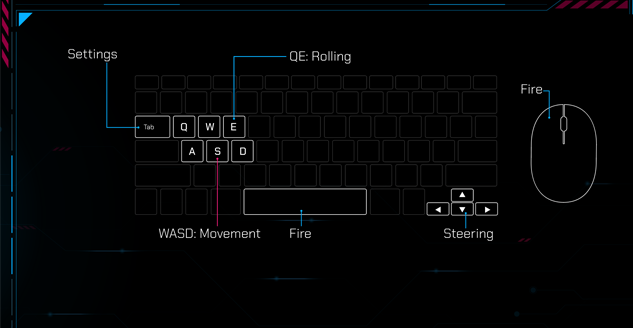 Settings
QE: Rolling
Fire
Tab
Q
W
E
A
S
D
WASD: Movement
Fire
Steering